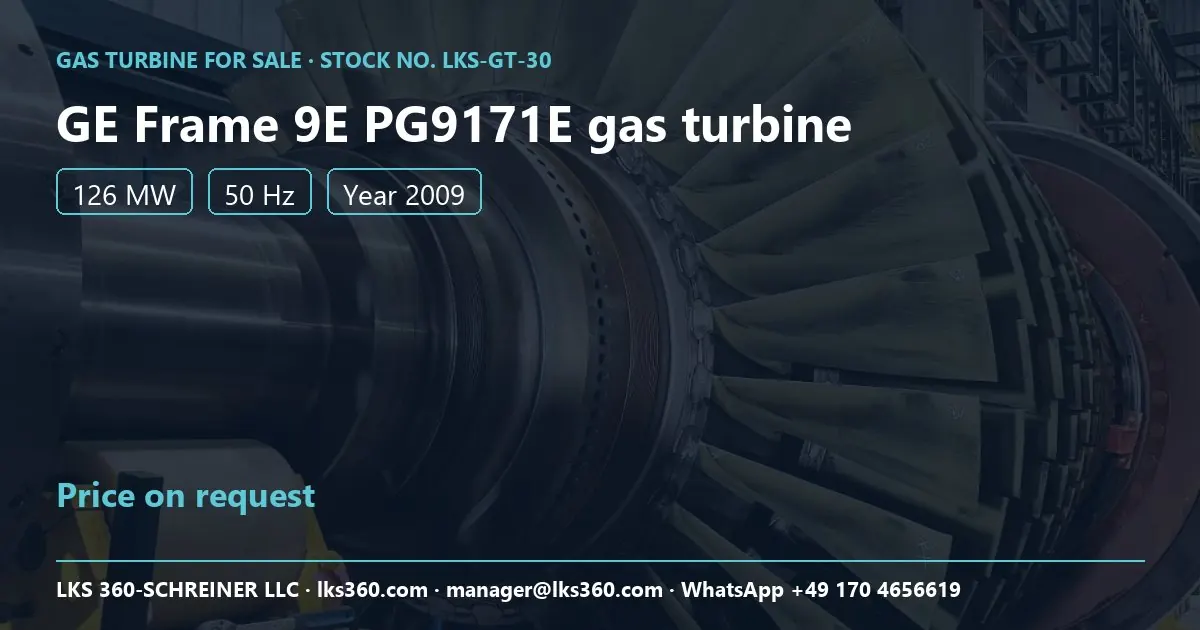 GAS TURBINE FOR SALE · STOCK NO. LKS-GT-30
GE Frame 9E PG9171E gas turbine
126 MW
50 Hz
Year 2009
Price on request
LKS 360-SCHREINER LLC · lks360.com · manager@lks360.com · WhatsApp +49 170 4656619